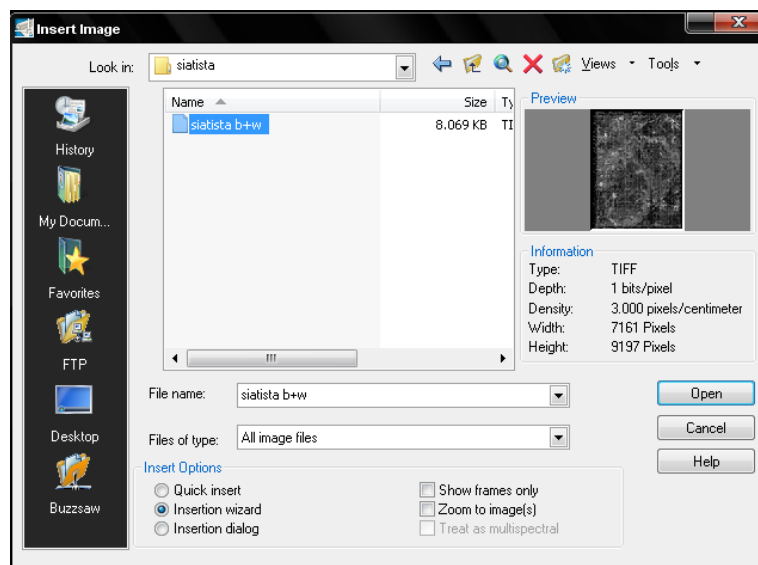 Insert Image
Look in: siatista Views Tools
History
My Docum...
Favorites
FTP
Desktop
Buzzsaw
Name Size Ty
siatista b+w 8.069 KB TI
Preview
Information
Type: TIFF
Depth: 1 bits/pixel
Density: 3.000 pixels/centimeter
Width: 7161 Pixels
Height: 9197 Pixels
File name: siatista b+w
Files of type: All image files
Open
Cancel
Help
Insert Options
Quick insert
Insertion wizard
Insertion dialog
Show frames only
Zoom to image(s)
Treat as multispectral